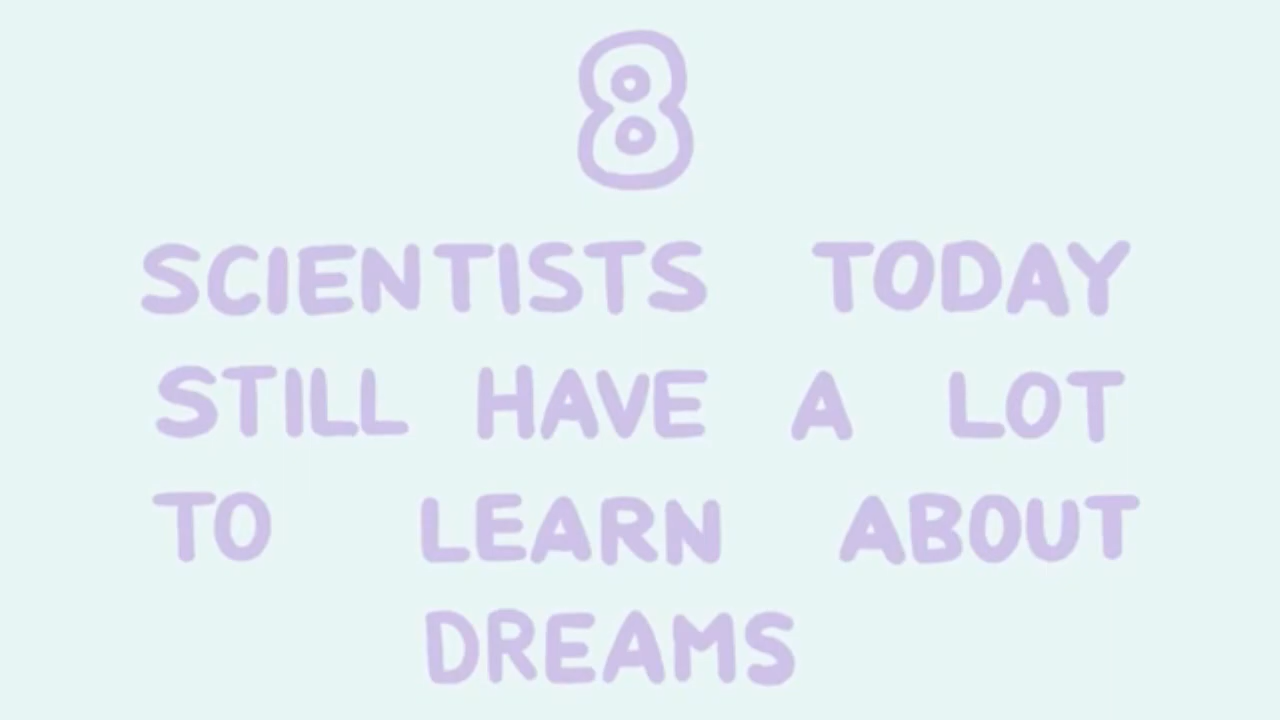 8
SCIENTISTS TODAY
STILL HAVE A LOT
TO LEARN ABOUT
DREAMS